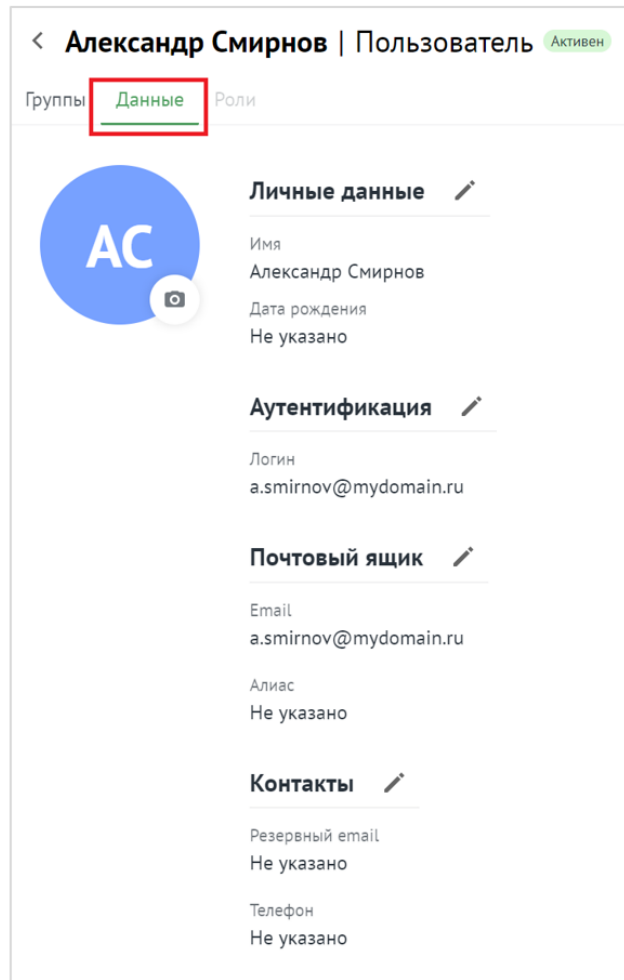 Александр Смирнов | Пользователь Активен
Группы Данные Роли
АС
Личные данные
Имя
Александр Смирнов
Дата рождения
Не указано
Аутентификация
Логин
a.smirnov@mydomain.ru
Почтовый ящик
Email
a.smirnov@mydomain.ru
Алиас
Не указано
Контакты
Резервный email
Не указано
Телефон
Не указано